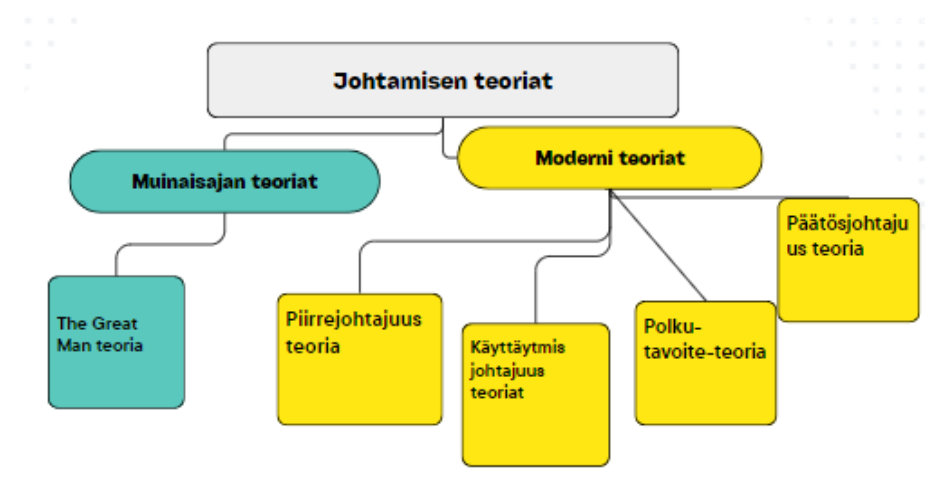 Johtamisen teoriat
Muinaisajan teoriat
Moderni teoriat
The Great
Man teoria
Piirrejohtajuus
teoria
Käyttäytmis
johtajuus
teoriat
Polku-
tavoite-teoria
Päätösjohtaju
us teoria